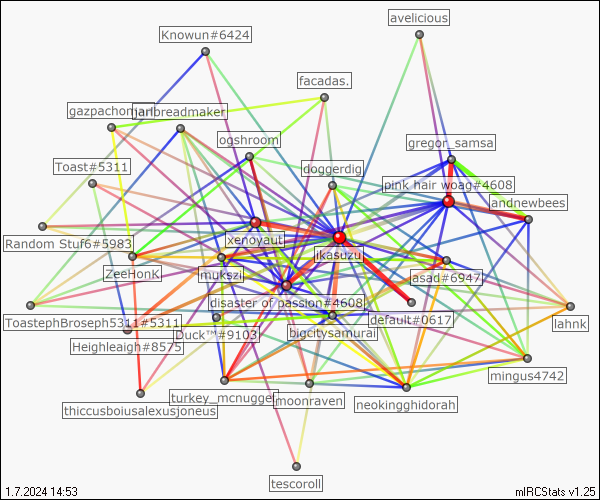 avelicious
Knowun#6424
facadas.
gazpachoman
jarlbreadmaker
ogshroom
gregor_samsa
Toast#5311
doggerdig
pink hair woag#4608
andnewbees
Random Stuf6#5983
xenoyaut
ikasuzu
ZeeHonK
mukszi
asad#6947
disaster of passion#4608
ToastephBroseph5311#5311
Duck™#9103
bigcitysamurai
default#0617
lahnk
Heighleaigh#8575
mingus4742
thiccusboiusalexusjoneus
turkey_mcnugget
moonraven
neokingghidorah
tescoroll
1.7.2024 14:53
mIRCStats v1.25